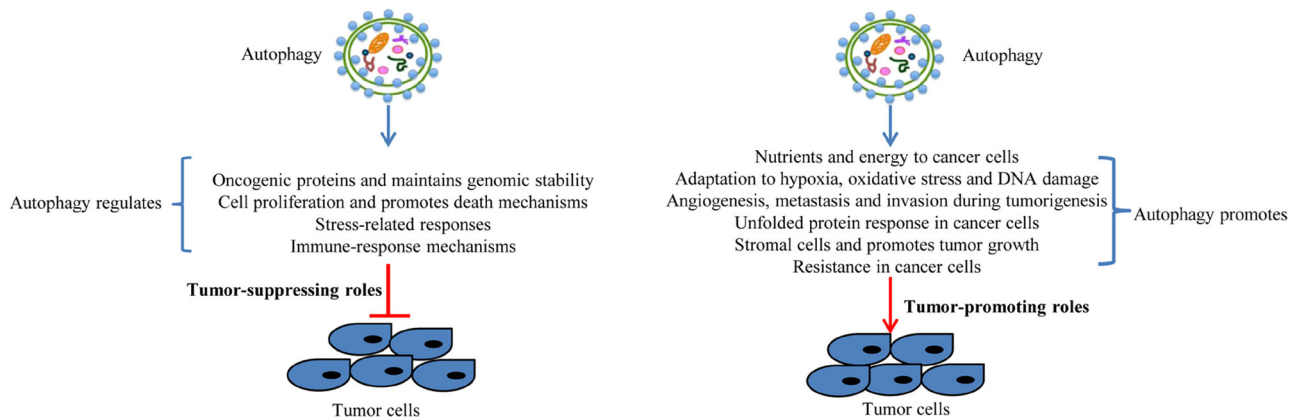 Autophagy
Autophagy regulates
Oncogenic proteins and maintains genomic stability
Cell proliferation and promotes death mechanisms
Stress-related responses
Immune-response mechanisms
Tumor-suppressing roles
Tumor cells
Autophagy
Nutrients and energy to cancer cells
Adaptation to hypoxia, oxidative stress and DNA damage
Angiogenesis, metastasis and invasion during tumorigenesis
Unfolded protein response in cancer cells
Stromal cells and promotes tumor growth
Resistance in cancer cells
Autophagy promotes
Tumor-promoting roles
Tumor cells